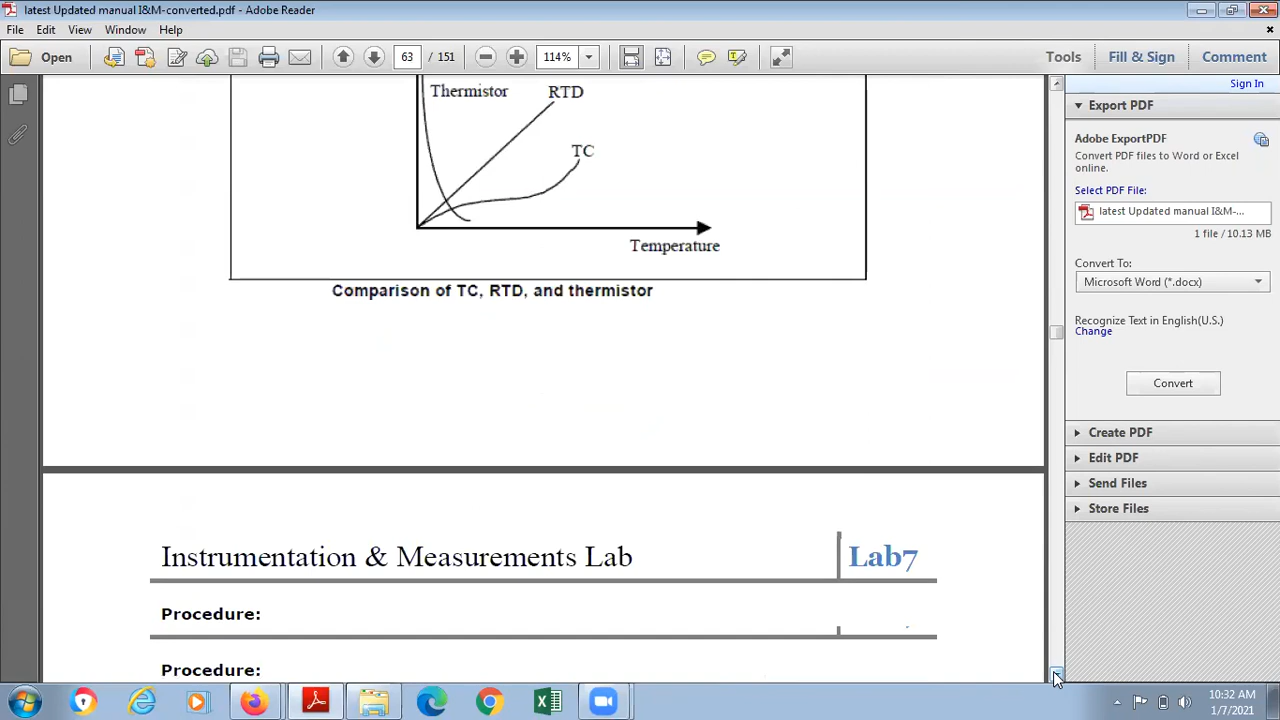 latest Updated manual I&M-converted.pdf - Adobe Reader
File Edit View Window Help
Open 63 / 151 114% Tools Fill & Sign Comment
Sign In
Export PDF
Adobe ExportPDF
Convert PDF files to Word or Excel
online.
Select PDF File:
latest Updated manual I&M-...
1 file / 10.13 MB
Convert To:
Microsoft Word (*.docx)
Recognize Text in English(U.S.)
Change
Convert
Create PDF
Edit PDF
Send Files
Store Files
Thermistor RTD
TC
Temperature
Comparison of TC, RTD, and thermistor
Instrumentation & Measurements Lab Lab7
Procedure:
Procedure:
10:32 AM
1/7/2021